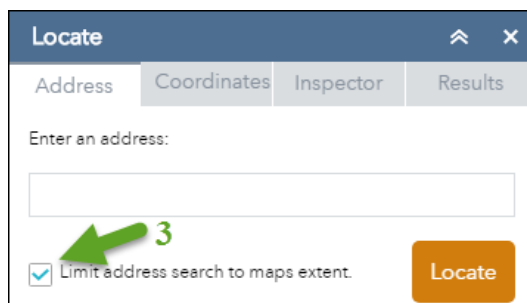 Locate
Address Coordinates Inspector Results
Enter an address:
3
Limit address search to maps extent.
Locate